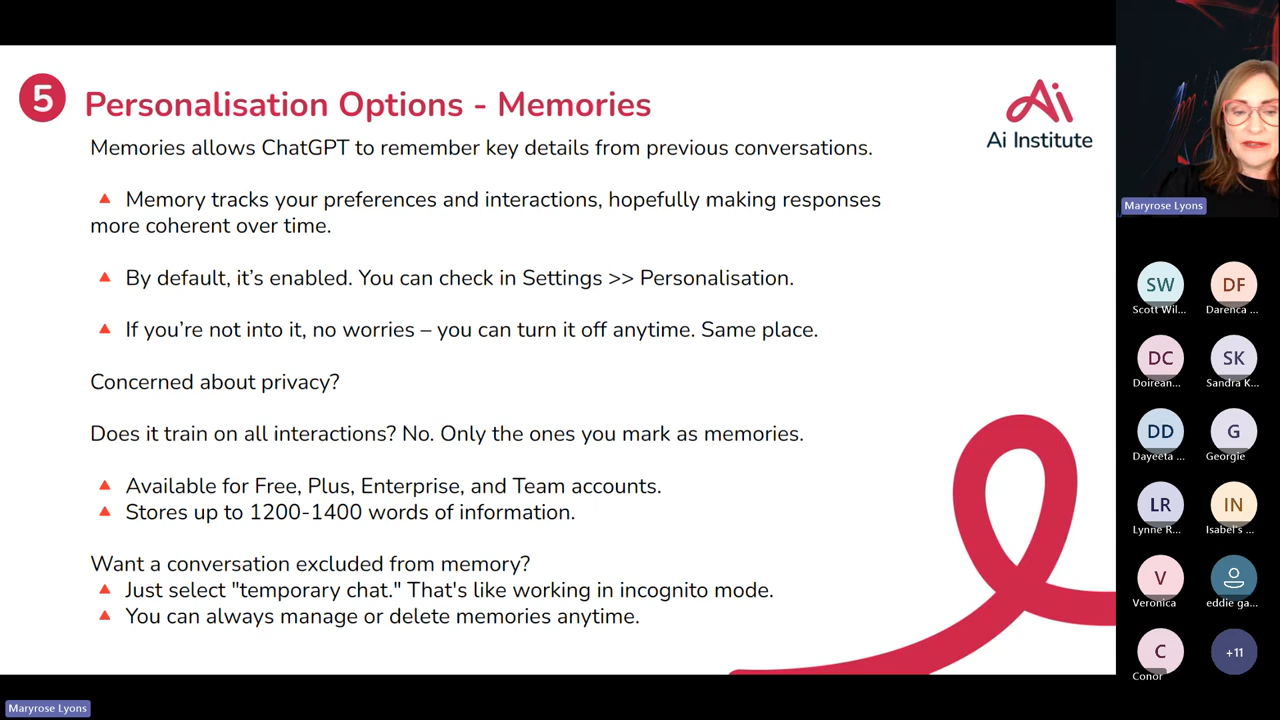 5
Personalisation Options - Memories
Ai Institute
Memories allows ChatGPT to remember key details from previous conversations.
🔺 Memory tracks your preferences and interactions, hopefully making responses
more coherent over time.
🔺 By default, it's enabled. You can check in Settings >> Personalisation.
🔺 If you're not into it, no worries – you can turn it off anytime. Same place.
Concerned about privacy?
Does it train on all interactions? No. Only the ones you mark as memories.
🔺 Available for Free, Plus, Enterprise, and Team accounts.
🔺 Stores up to 1200-1400 words of information.
Want a conversation excluded from memory?
🔺 Just select "temporary chat." That's like working in incognito mode.
🔺 You can always manage or delete memories anytime.
Maryrose Lyons
Maryrose Lyons
SW
Scott Wil...
DF
Darenca ...
DC
Doirean...
SK
Sandra K...
DD
Dayeeta ...
G
Georgie
LR
Lynne R...
IN
Isabel's ...
V
Veronica
eddie ga...
C
Conor
+11